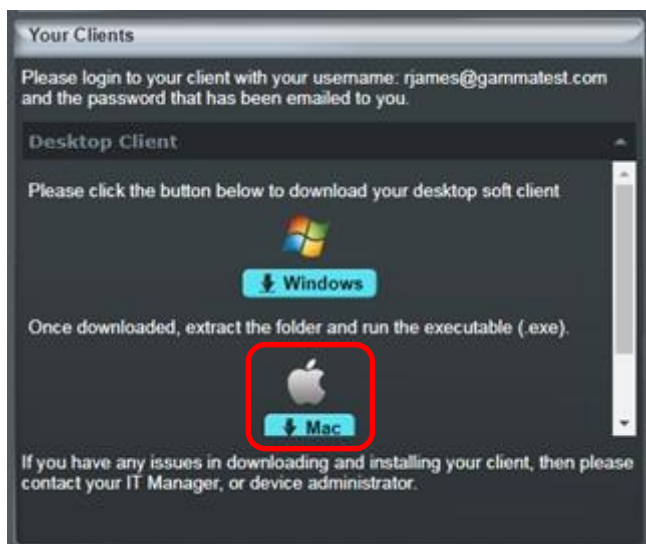 Your Clients
Please login to your client with your username: rjames@gammatest.com
and the password that has been emailed to you.
Desktop Client
Please click the button below to download your desktop soft client
Windows
Once downloaded, extract the folder and run the executable (.exe).
Mac
If you have any issues in downloading and installing your client, then please
contact your IT Manager, or device administrator.